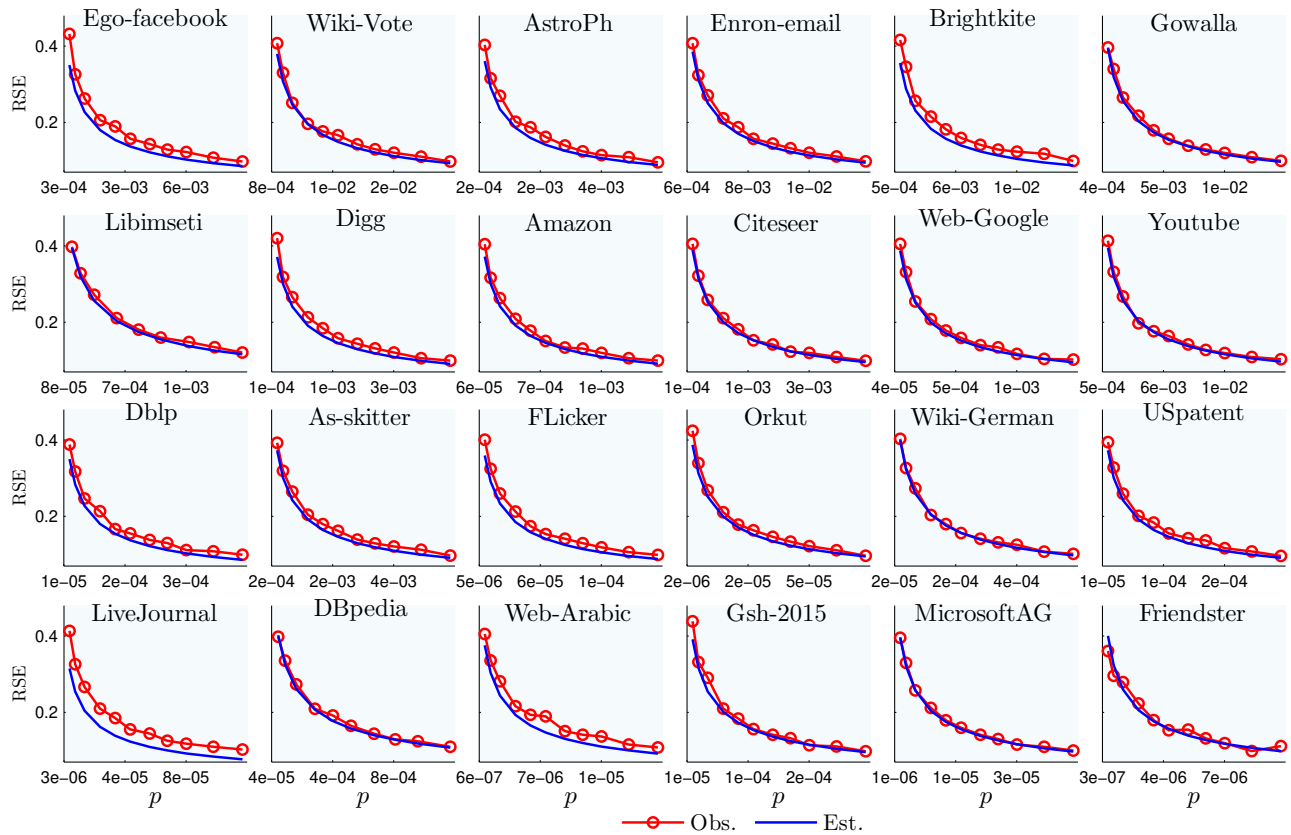 Ego-facebook Wiki-Vote AstroPh Enron-email Brightkite Gowalla
0.4
RSE
0.2
3e−04 3e−03 6e−03 8e−04 1e−02 2e−02 2e−04 2e−03 4e−03 6e−04 6e−03 1e−02 5e−04 6e−03 1e−02 4e−04 5e−03 1e−02
Libimseti Digg Amazon Citeseer Web-Google Youtube
0.4
RSE
0.2
8e−05 7e−04 1e−03 1e−04 1e−03 3e−03 6e−05 7e−04 1e−03 1e−04 1e−03 3e−03 4e−05 5e−04 1e−03 5e−04 6e−03 1e−02
Dblp As-skitter FLicker Orkut Wiki-German USpatent
0.4
RSE
0.2
1e−05 2e−04 3e−04 2e−04 2e−03 4e−03 5e−06 6e−05 1e−04 2e−06 2e−05 5e−05 2e−05 2e−04 4e−04 1e−05 1e−04 2e−04
LiveJournal DBpedia Web-Arabic Gsh-2015 MicrosoftAG Friendster
0.4
RSE
0.2
3e−06 4e−05 8e−05 4e−05 4e−04 8e−04 6e−07 7e−06 1e−05 1e−05 1e−04 2e−04 1e−06 1e−05 3e−05 3e−07 4e−06 7e−06
p p p p p p
Obs. Est.